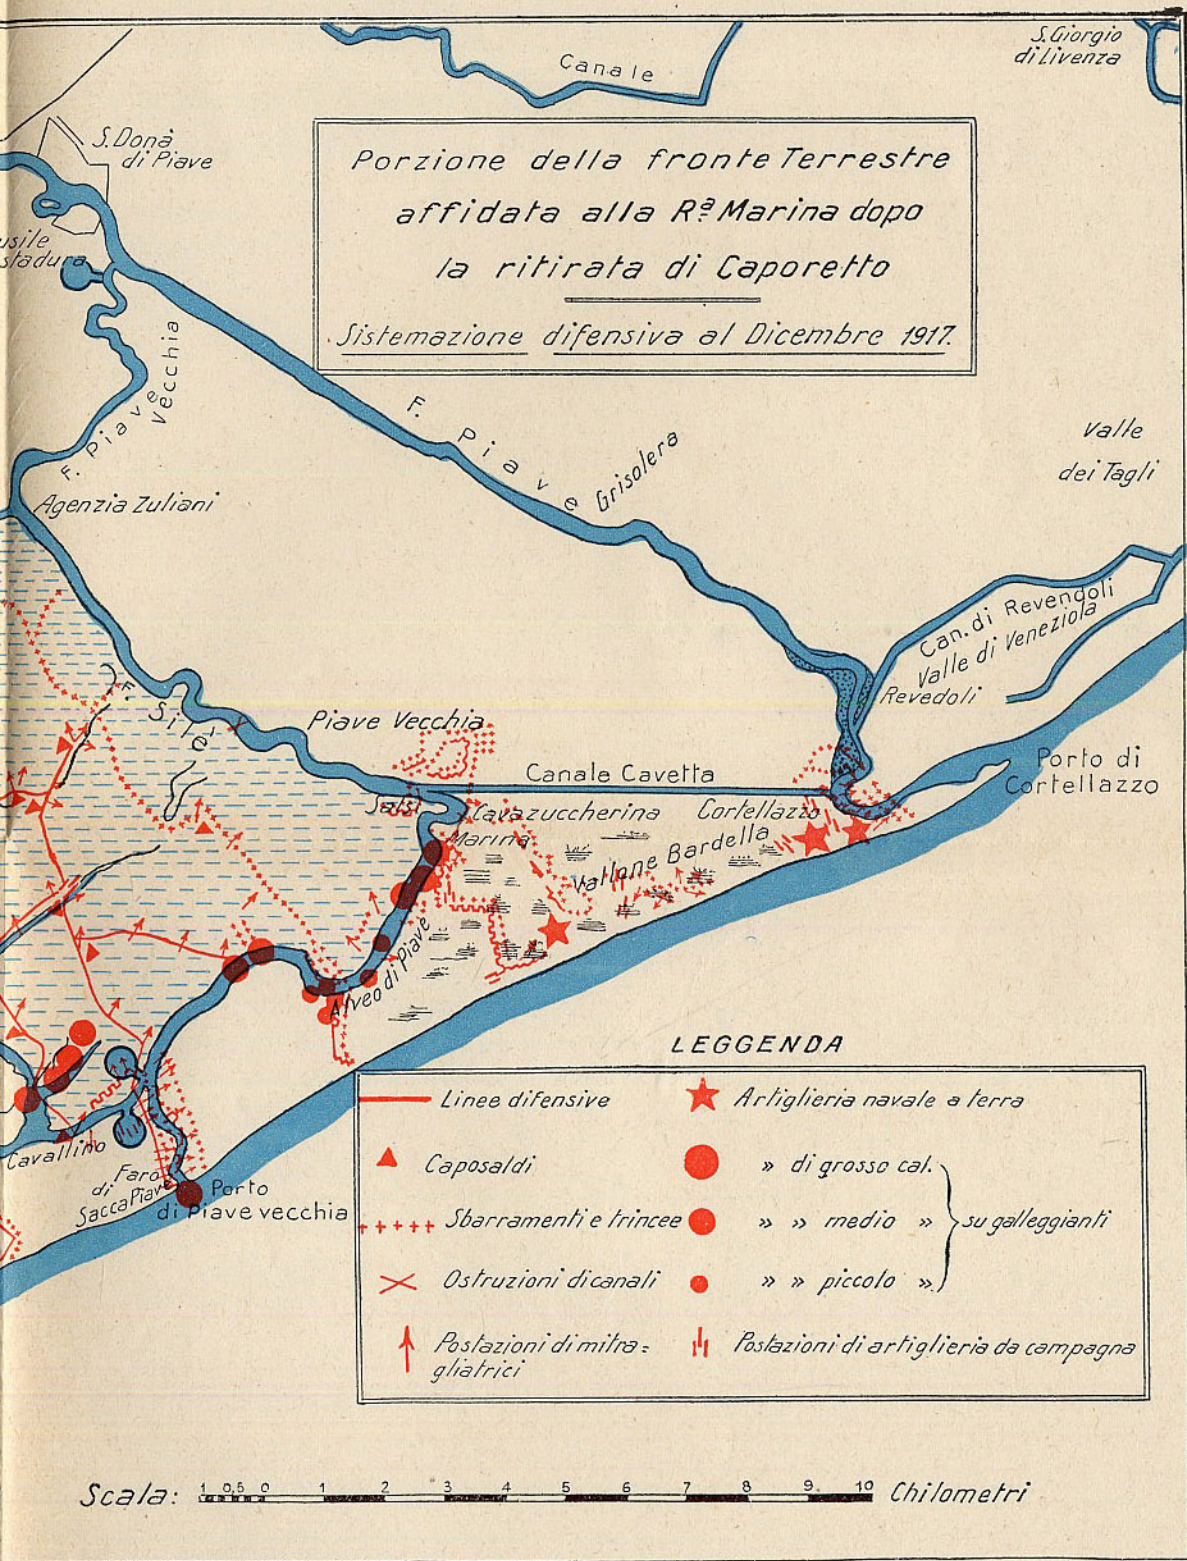 S. Giorgio
di Livenza
Canale
S. Donà
di Piave
Porzione della fronte Terrestre
affidata alla Rª Marina dopo
la ritirata di Caporetto
Sistemazione difensiva al Dicembre 1917.
usile
stadura
F. Piave
Vecchia
F. Piave
Grisolera
Valle
dei Tagli
Agenzia Zuliani
Can. di Revendoli
Valle di Veneziola
Revedoli
F. Sile
Piave Vecchia
Canale Cavetta
Porto di
Cortellazzo
Salsi
Cavazuccherina
Cortellazzo
Marina
Vallone Bardella
Alveo di Piave
Cavallino
Faro
di
Sacca Piave
Porto
di Piave vecchia
LEGGENDA
Linee difensive
Artiglieria navale a terra
Caposaldi
» di grosso cal.
Sbarramenti e trincee
» » medio »
su galleggianti
Ostruzioni di canali
» » piccolo »
Postazioni di mitra=
gliatrici
Postazioni di artiglieria da campagna
Scala: 1 0,5 0 1 2 3 4 5 6 7 8 9 10 Chilometri